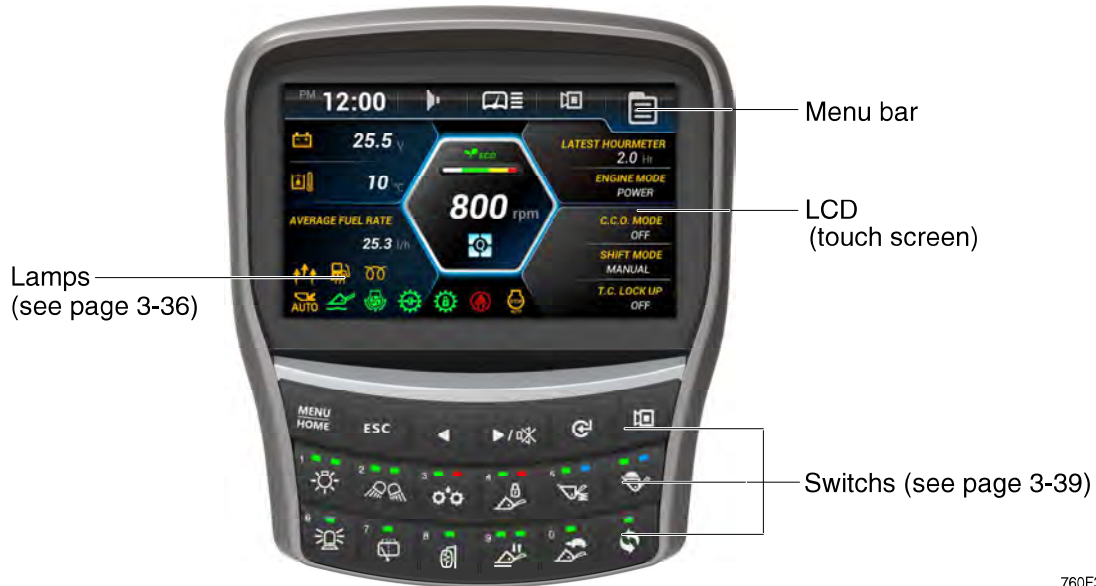 PM 12:00
25.5 V
10 ℃
AVERAGE FUEL RATE
25.3 l/h
AUTO
ECO
800 rpm
Q
LATEST HOURMETER
2.0 Hr
ENGINE MODE
POWER
C.C.O. MODE
OFF
SHIFT MODE
MANUAL
T.C. LOCK UP
OFF
Menu bar
LCD
(touch screen)
Lamps
(see page 3-36)
MENU
HOME
ESC
1
2
3
4
5
Switchs (see page 3-39)
6
7
8
9
0